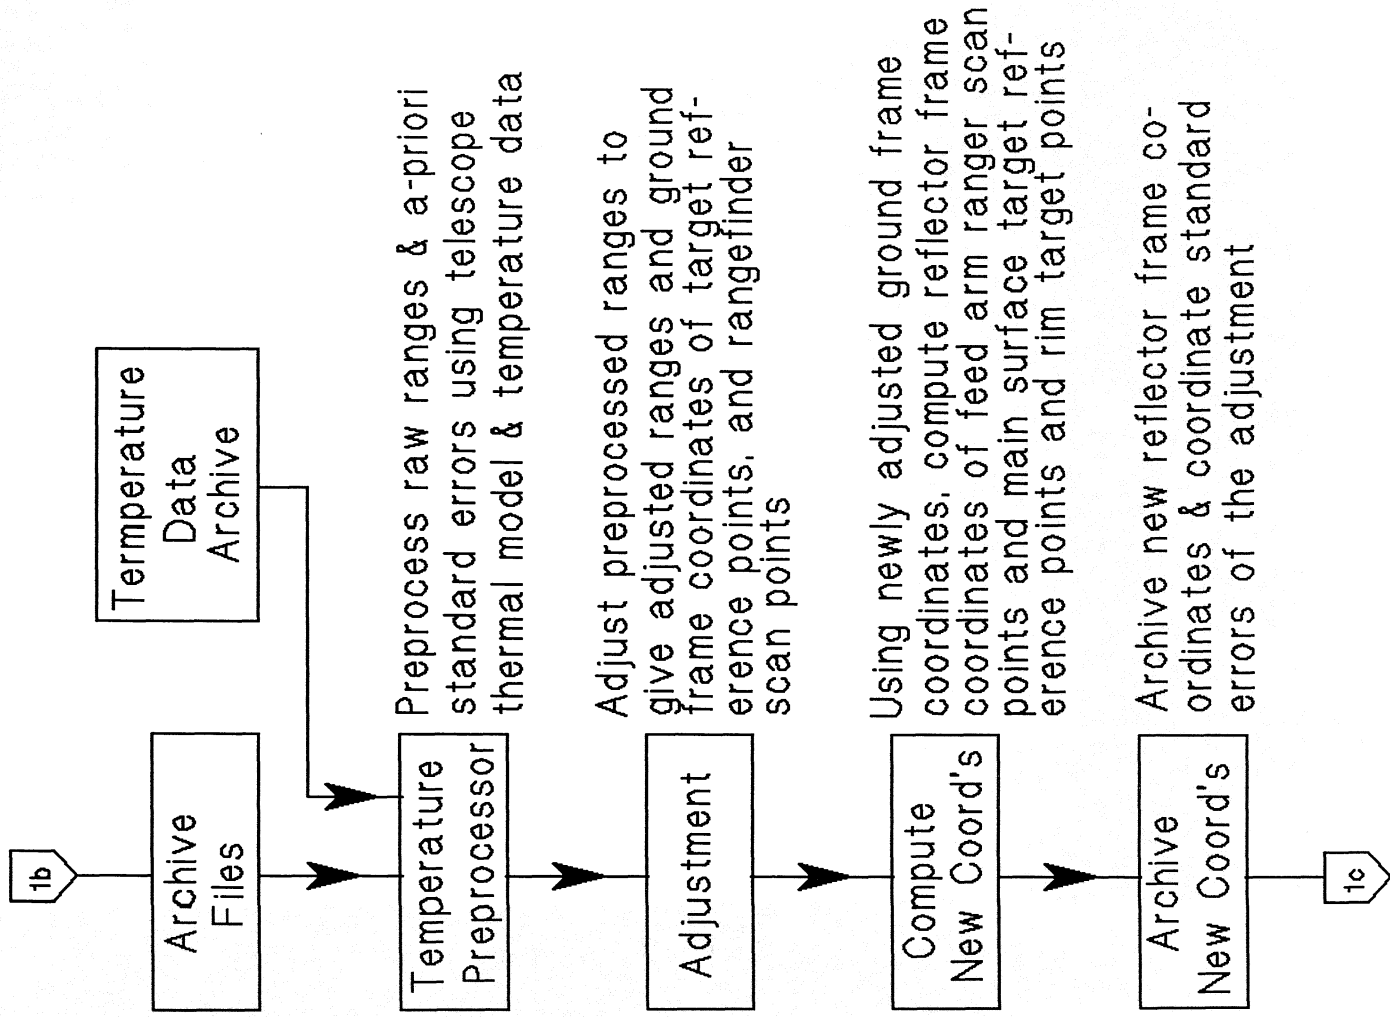 1b
Archive
Files
Termperature
Data
Archive
Temperature
Preprocessor
Preprocess raw ranges & a-priori
standard errors using telescope
thermal model & temperature data
Adjustment
Adjust preprocessed ranges to
give adjusted ranges and ground
frame coordinates of target ref-
erence points, and rangefinder
scan points
Compute
New Coord's
Using newly adjusted ground frame
coordinates, compute reflector frame
coordinates of feed arm ranger scan
points and main surface target ref-
erence points and rim target points
Archive
New Coord's
Archive new reflector frame co-
ordinates & coordinate standard
errors of the adjustment
1c